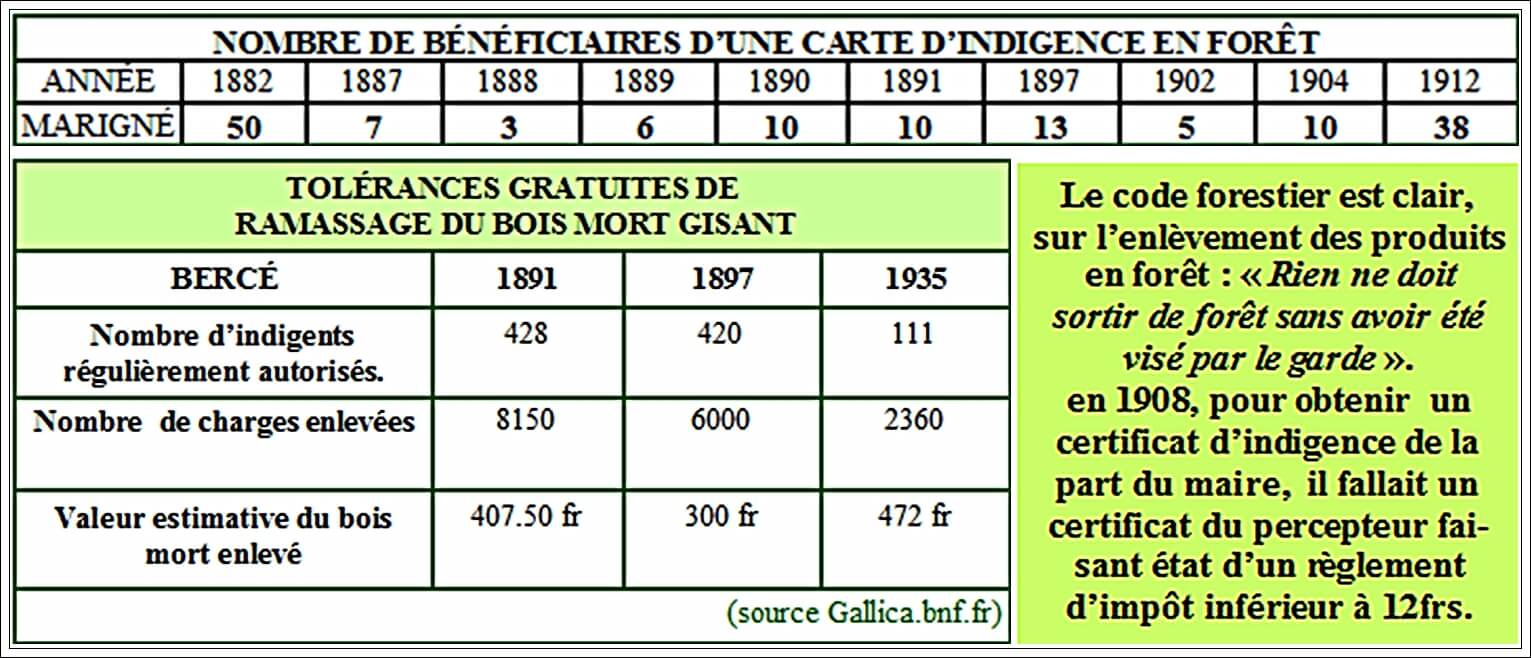 NOMBRE DE BÉNÉFICIAIRES D'UNE CARTE D'INDIGENCE EN FORÊT
ANNÉE 1882 1887 1888 1889 1890 1891 1897 1902 1904 1912
MARIGNÉ 50 7 3 6 10 10 13 5 10 38
TOLÉRANCES GRATUITES DE
RAMASSAGE DU BOIS MORT GISANT
BERCÉ 1891 1897 1935
Nombre d'indigents
régulièrement autorisés. 428 420 111
Nombre de charges enlevées 8150 6000 2360
Valeur estimative du bois
mort enlevé 407.50 fr 300 fr 472 fr
(source Gallica.bnf.fr)
Le code forestier est clair,
sur l'enlèvement des produits
en forêt : « Rien ne doit
sortir de forêt sans avoir été
visé par le garde ».
en 1908, pour obtenir un
certificat d'indigence de la
part du maire, il fallait un
certificat du percepteur fai-
sant état d'un règlement
d'impôt inférieur à 12frs.